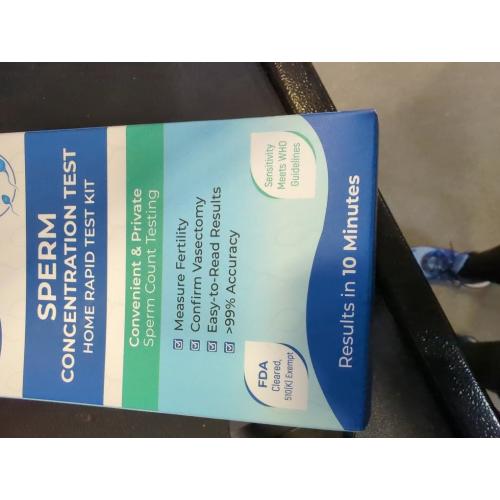 SPERM
CONCENTRATION TEST
HOME RAPID TEST KIT
Convenient & Private
Sperm Count Testing
Measure Fertility
Confirm Vasectomy
Easy-to-Read Results
>99% Accuracy
FDA
Cleared,
510(K) Exempt
Sensitivity
Meets WHO
Guidelines
Results in 10 Minutes